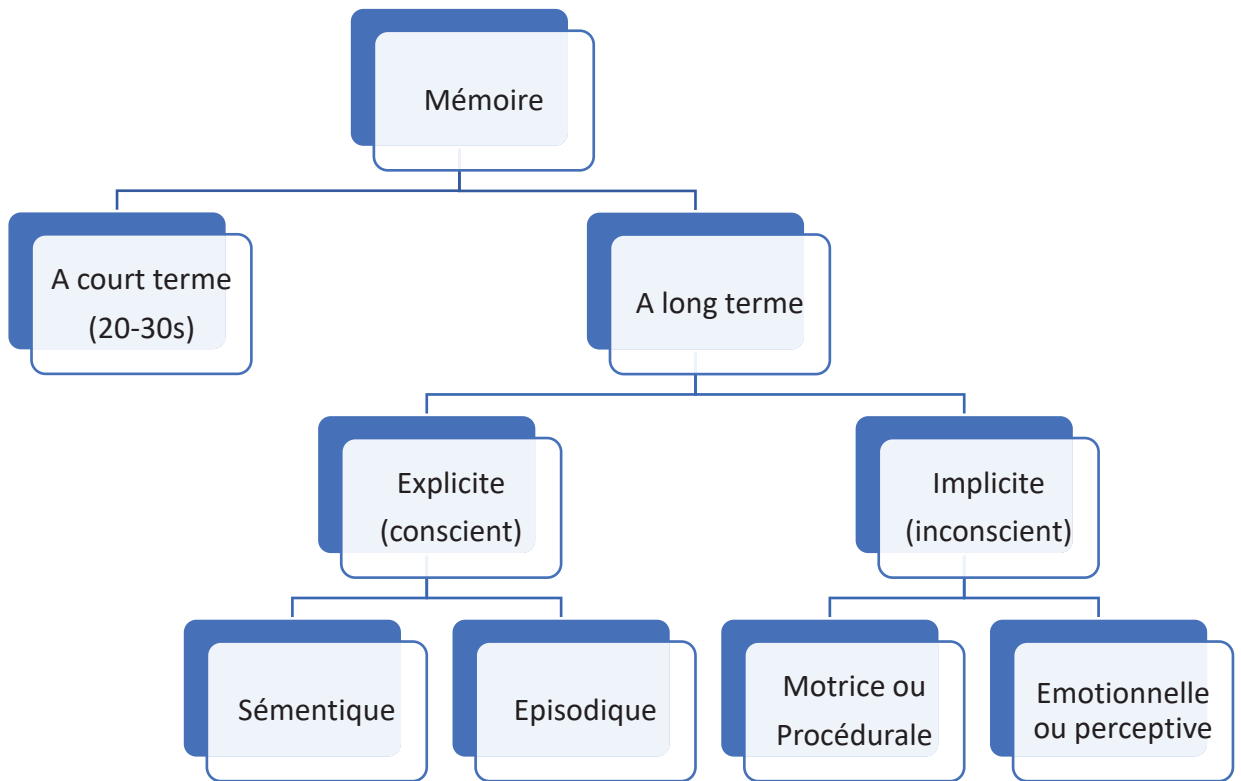 Mémoire
A court terme
(20-30s)
A long terme
Explicite
(conscient)
Implicite
(inconscient)
Sémentique
Episodique
Motrice ou
Procédurale
Emotionnelle
ou perceptive